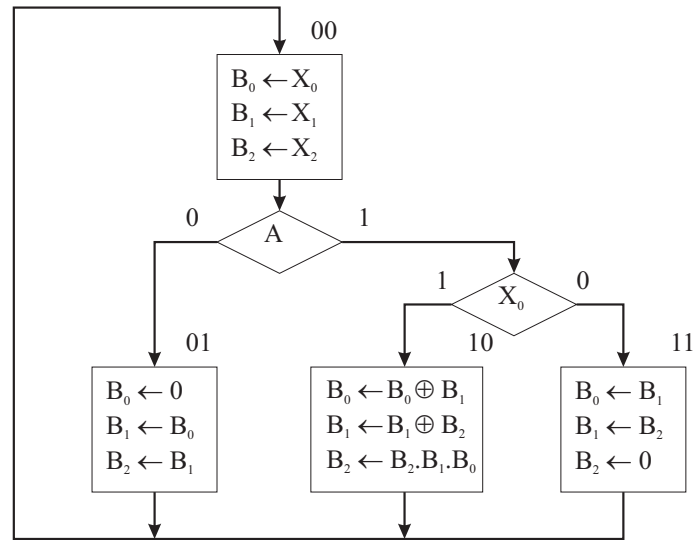 00
B₀ ← X₀
B₁ ← X₁
B₂ ← X₂
0 A 1
1 X₀ 0
01 10 11
B₀ ← 0
B₁ ← B₀
B₂ ← B₁
B₀ ← B₀ ⊕ B₁
B₁ ← B₁ ⊕ B₂
B₂ ← B₂.B₁.B₀
B₀ ← B₁
B₁ ← B₂
B₂ ← 0